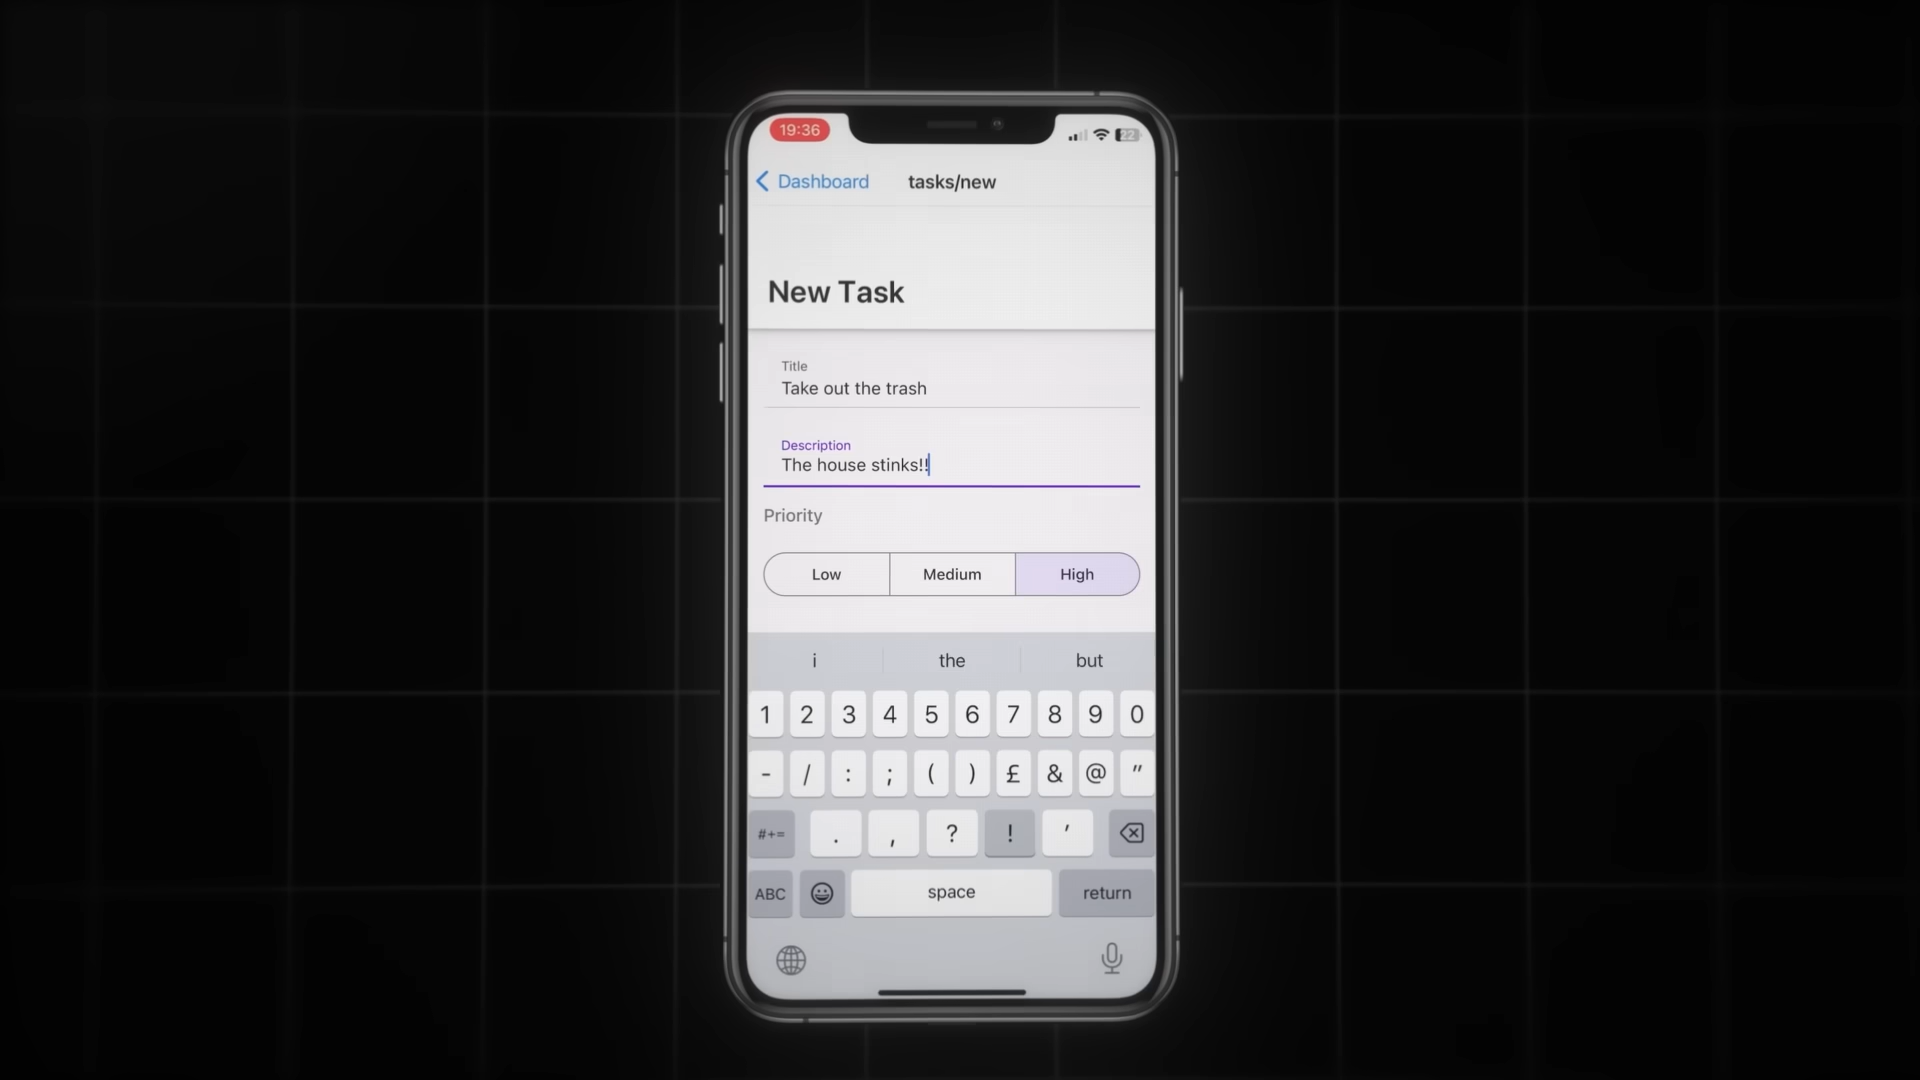 19:36
22
Dashboard
tasks/new
New Task
Title
Take out the trash
Description
The house stinks!!
Priority
Low Medium High
i the but
1 2 3 4 5 6 7 8 9 0
- / : ; ( ) £ & @ "
#+= . , ? ! '
ABC space return